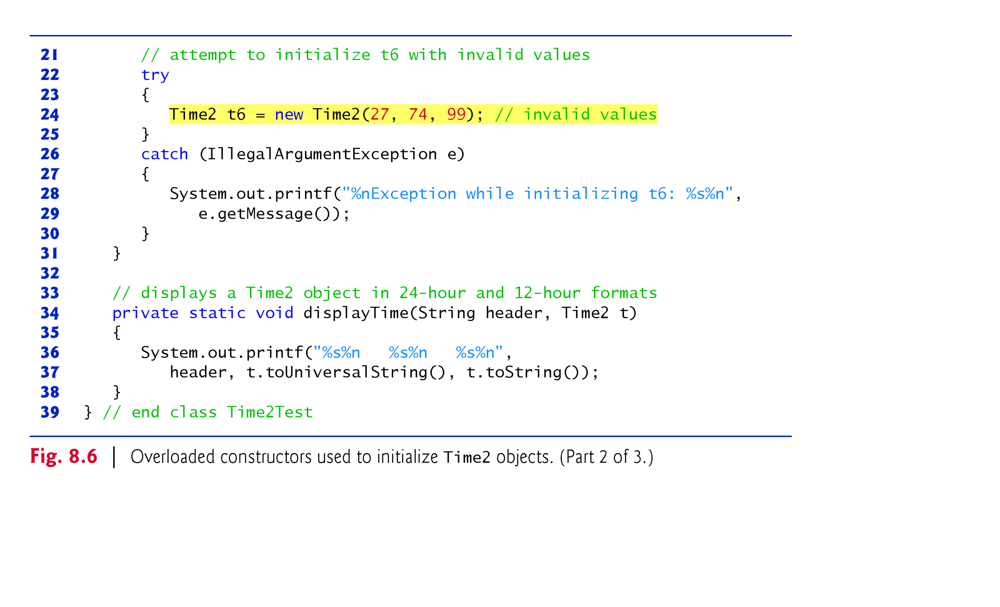 21 // attempt to initialize t6 with invalid values
22 try
23 {
24 Time2 t6 = new Time2(27, 74, 99); // invalid values
25 }
26 catch (IllegalArgumentException e)
27 {
28 System.out.printf("%nException while initializing t6: %s%n",
29 e.getMessage());
30 }
31 }
32
33 // displays a Time2 object in 24-hour and 12-hour formats
34 private static void displayTime(String header, Time2 t)
35 {
36 System.out.printf("%s%n   %s%n   %s%n",
37 header, t.toUniversalString(), t.toString());
38 }
39 } // end class Time2Test
Fig. 8.6 | Overloaded constructors used to initialize Time2 objects. (Part 2 of 3.)